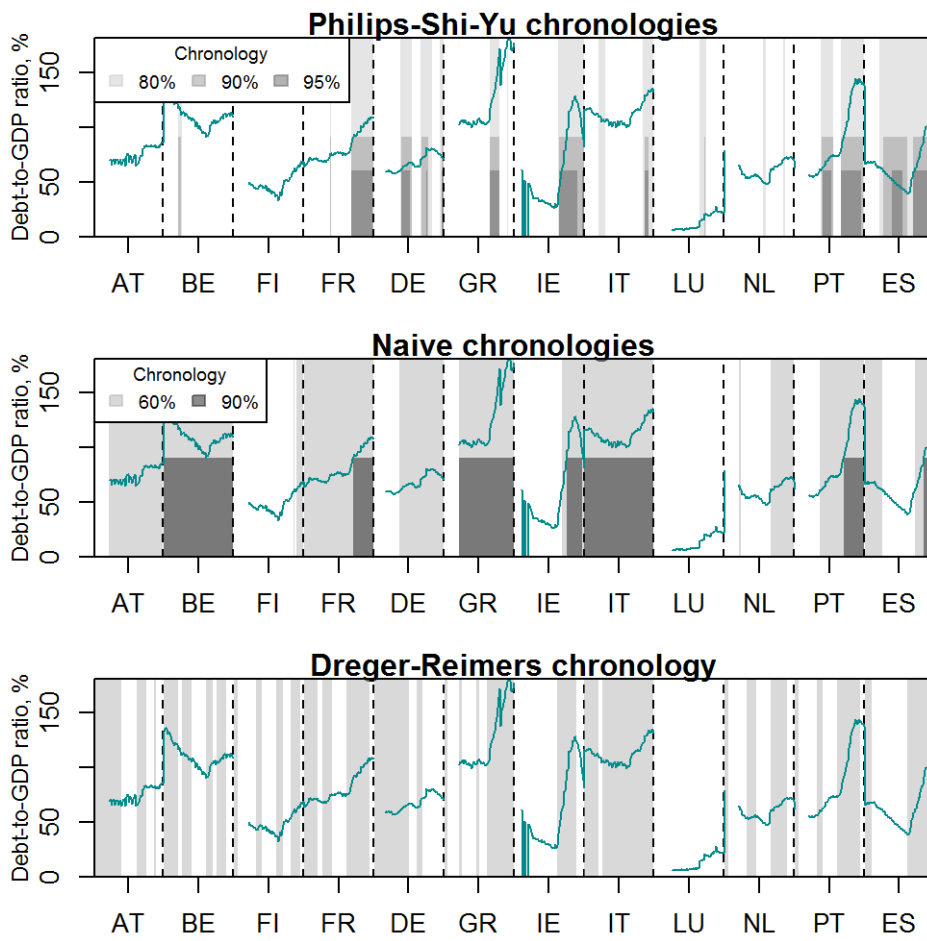 Philips-Shi-Yu chronologies
Debt-to-GDP ratio, %
0 50 150
Chronology
80% 90% 95%
AT BE FI FR DE GR IE IT LU NL PT ES
Naive chronologies
Debt-to-GDP ratio, %
0 50 150
Chronology
60% 90%
AT BE FI FR DE GR IE IT LU NL PT ES
Dreger-Reimers chronology
Debt-to-GDP ratio, %
0 50 150
AT BE FI FR DE GR IE IT LU NL PT ES